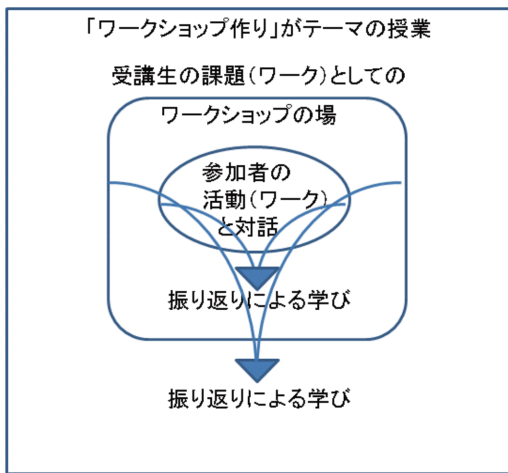 「ワークショップ作り」がテーマの授業
受講生の課題(ワーク)としての
ワークショップの場
参加者の
活動(ワーク)
と対話
振り返りによる学び
振り返りによる学び